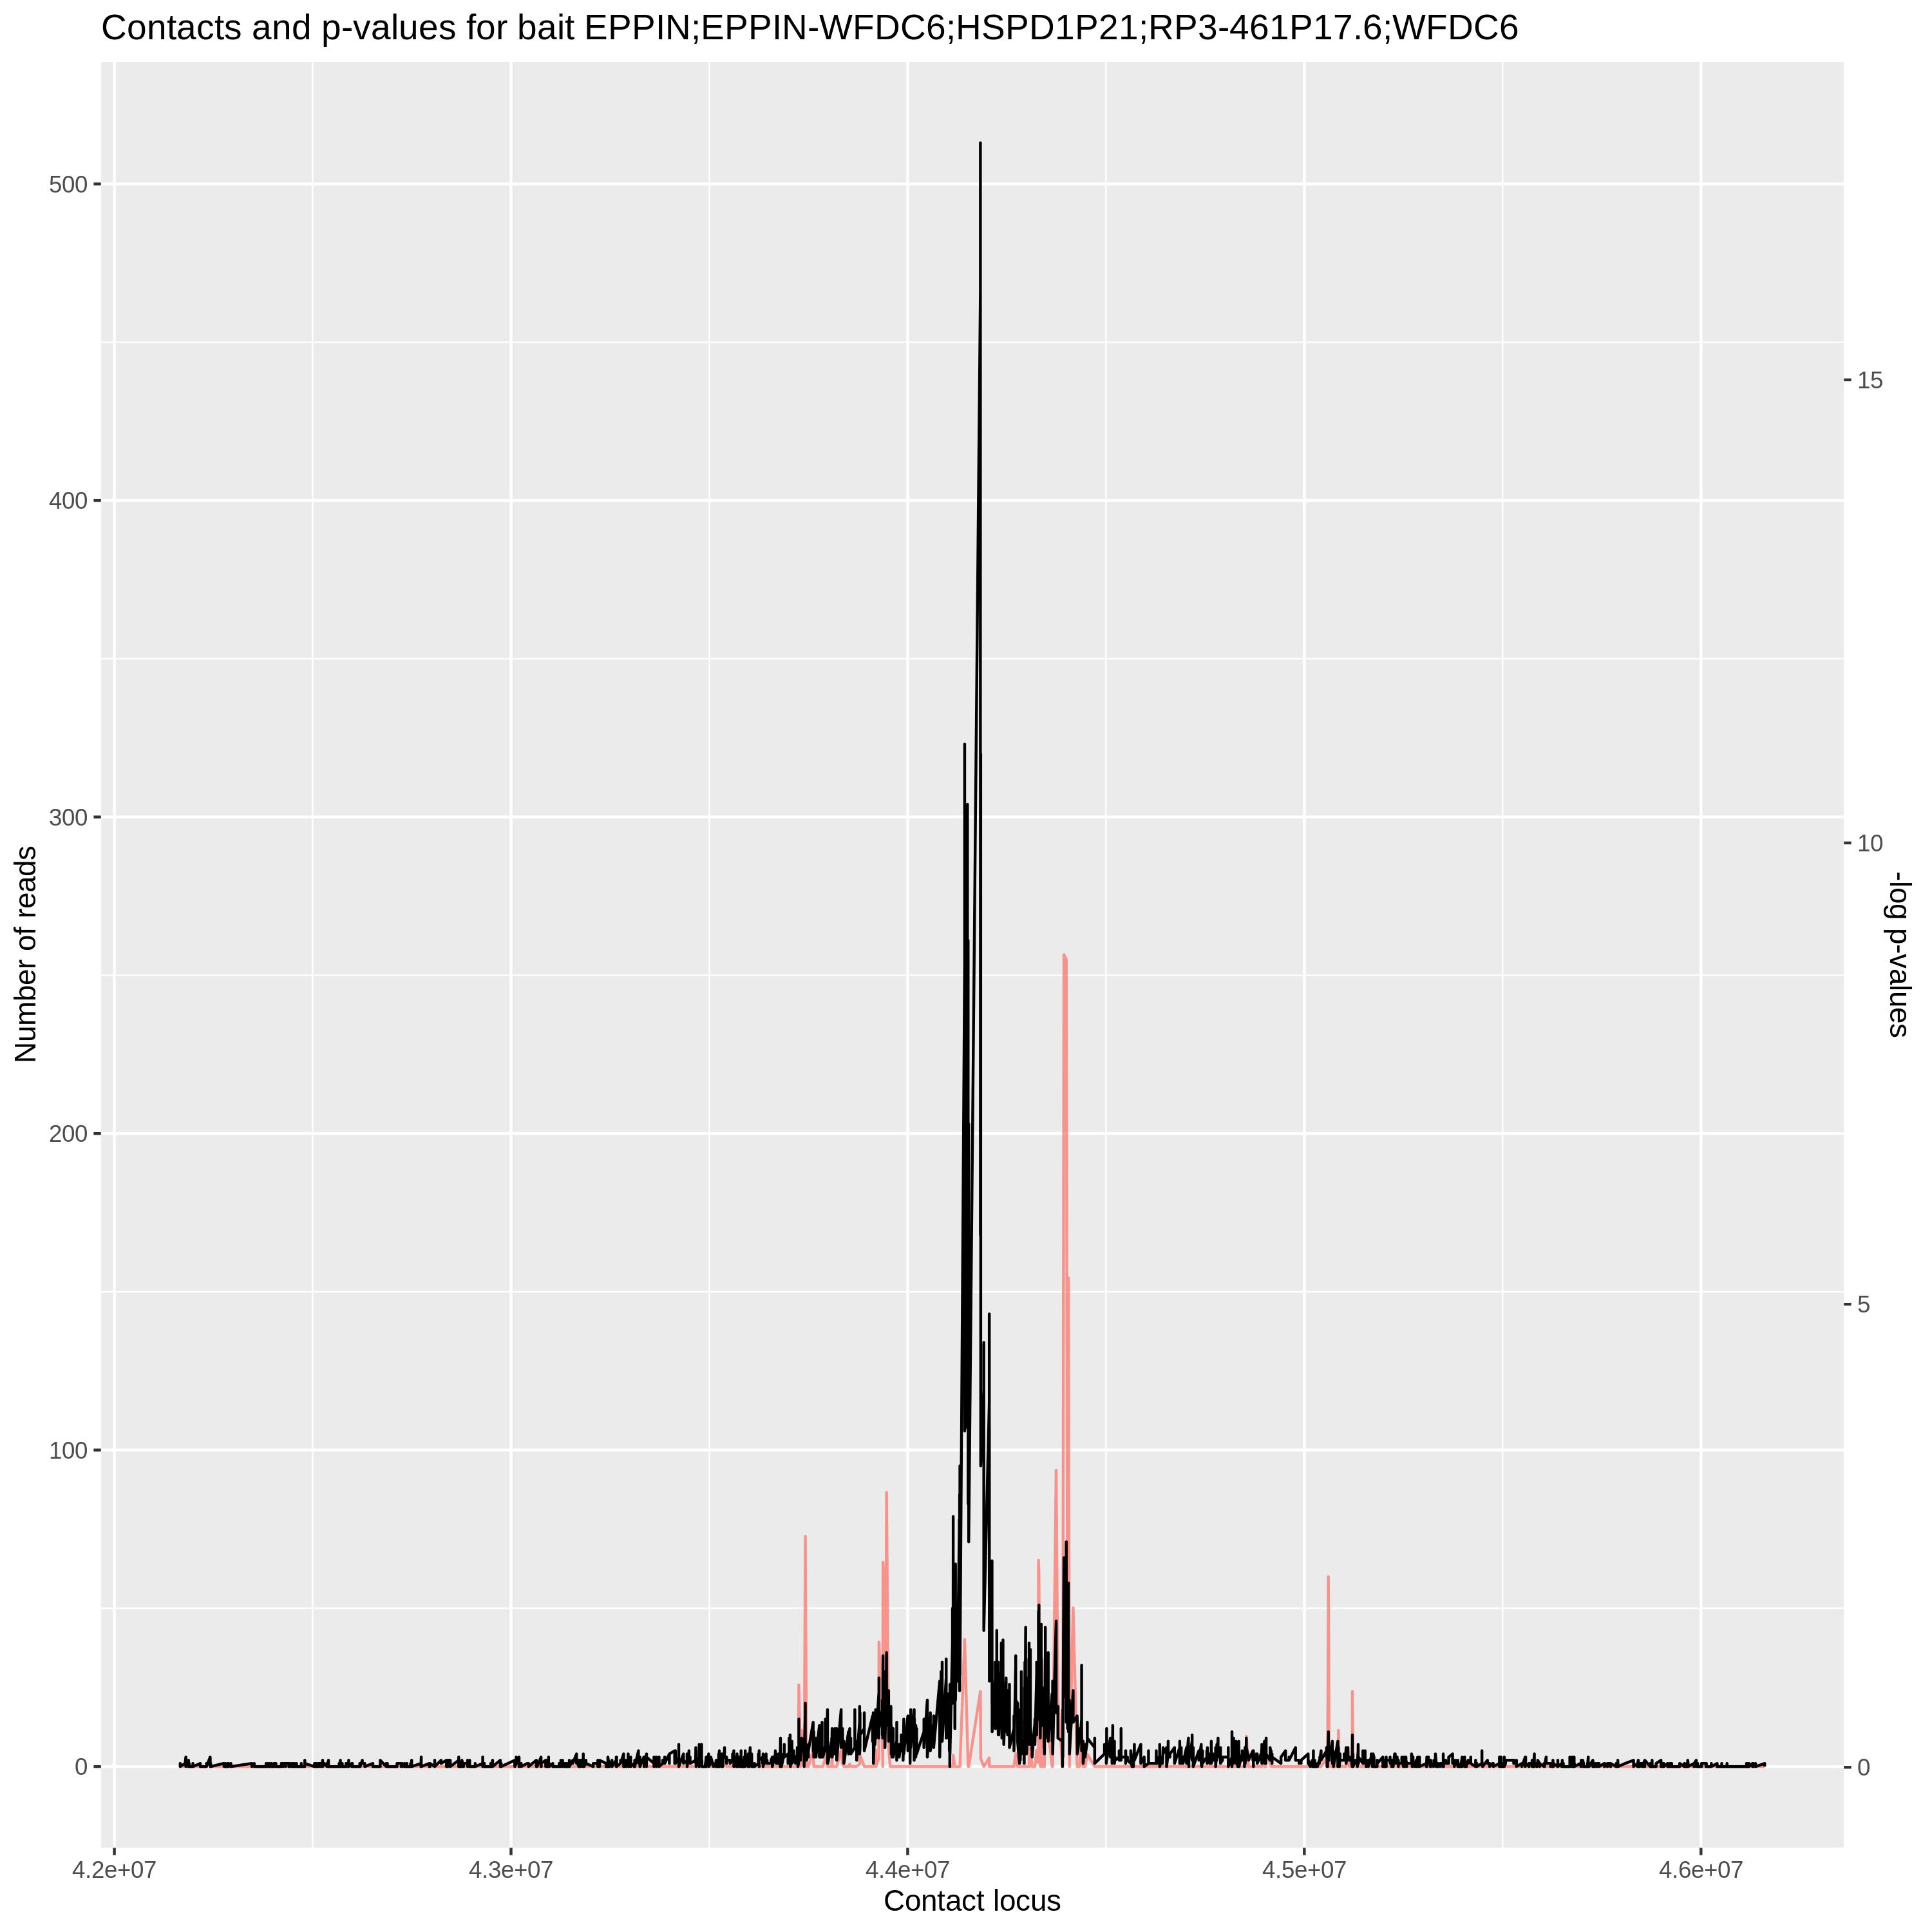 Contacts and p-values for bait EPPIN;EPPIN-WFDC6;HSPD1P21;RP3-461P17.6;WFDC6
500
400
300
200
100
0
Number of reads
15
10
5
0
-log p-values
4.2e+07
4.3e+07
4.4e+07
4.5e+07
4.6e+07
Contact locus